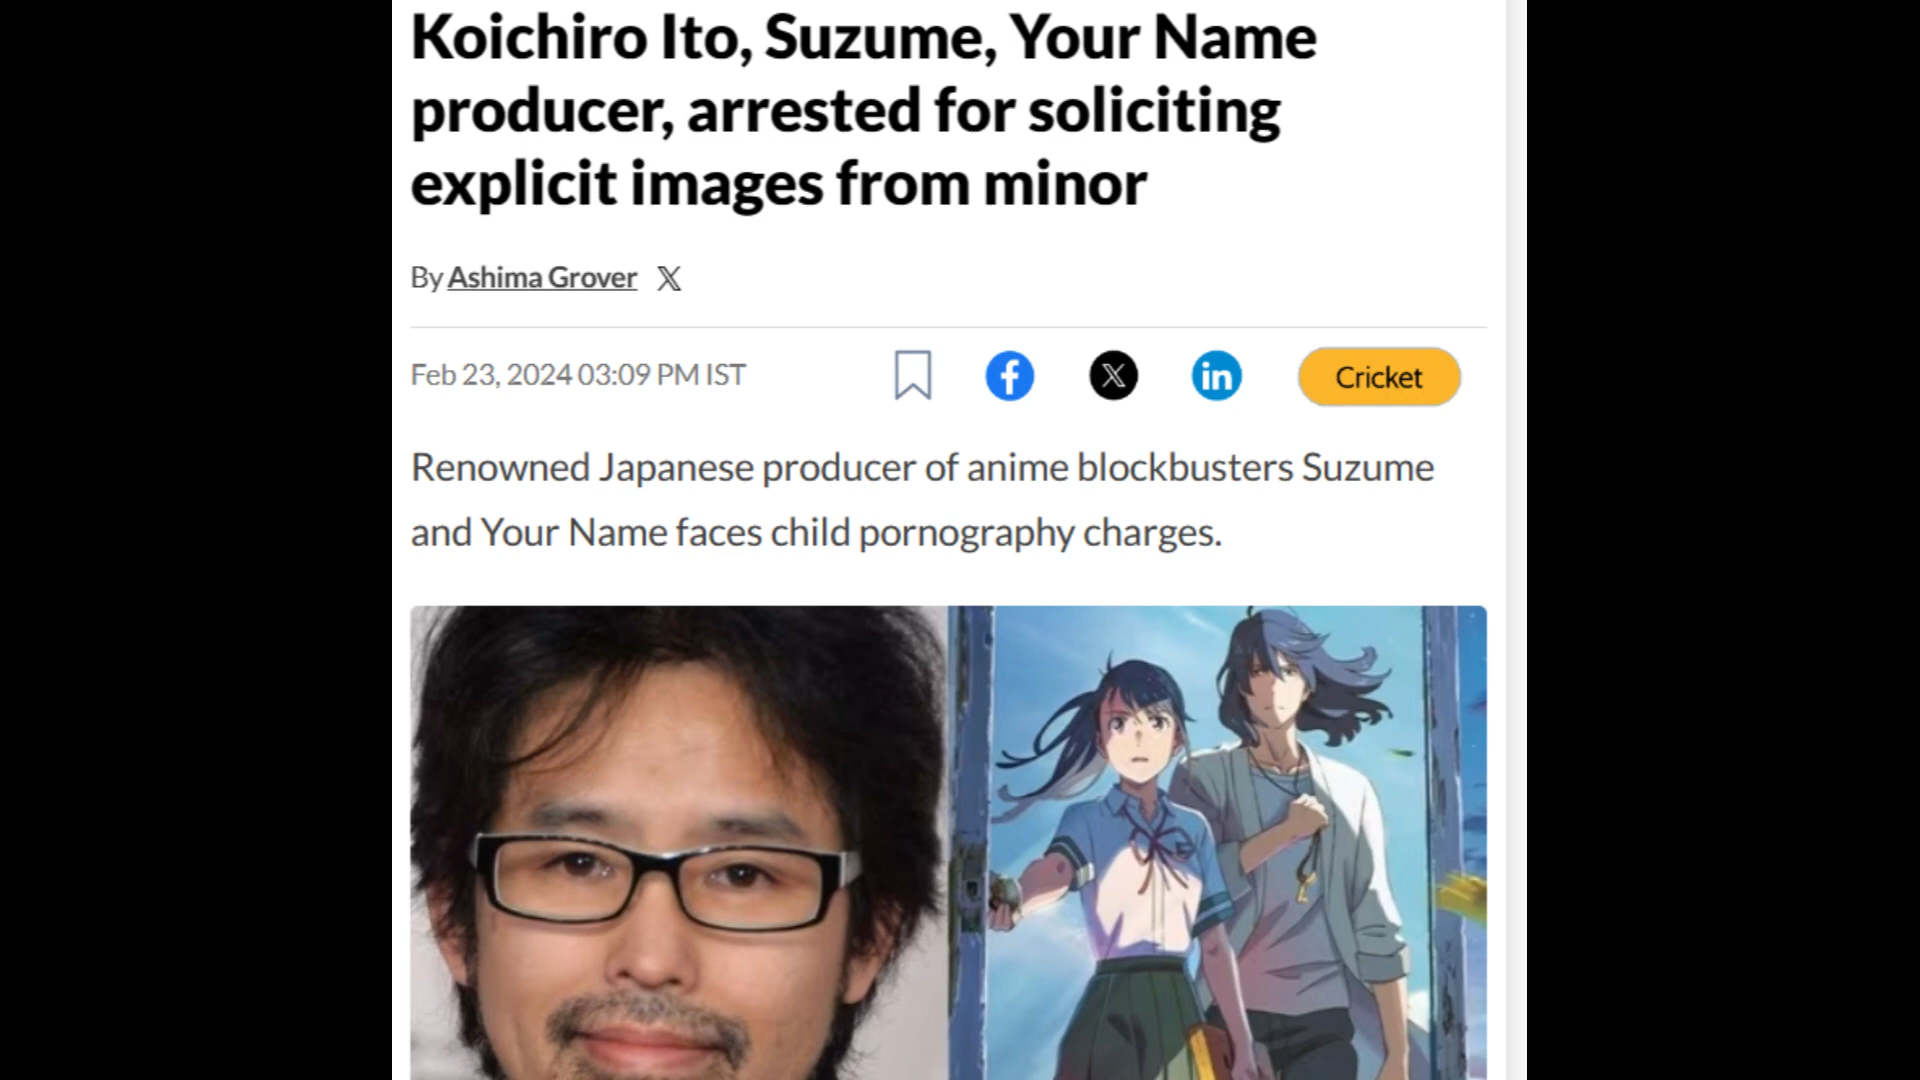 Koichiro Ito, Suzume, Your Name
producer, arrested for soliciting
explicit images from minor
By Ashima Grover X
Feb 23, 2024 03:09 PM IST
f X in Cricket
Renowned Japanese producer of anime blockbusters Suzume
and Your Name faces child pornography charges.